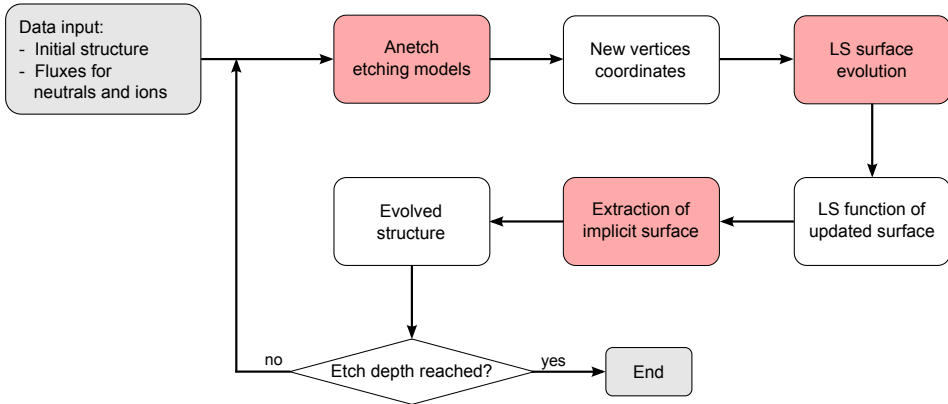 Data input:
- Initial structure
- Fluxes for
neutrals and ions
Anetch
etching models
New vertices
coordinates
LS surface
evolution
LS function of
updated surface
Extraction of
implicit surface
Evolved
structure
Etch depth reached?
no
yes
End